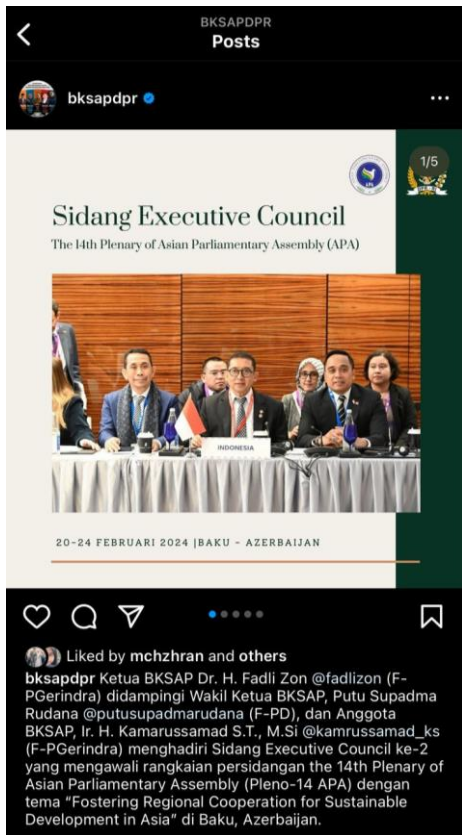 BKSAPDPR
Posts
bksapdpr
1/5
Sidang Executive Council
The 14th Plenary of Asian Parliamentary Assembly (APA)
INDONESIA
20-24 FEBRUARI 2024 |BAKU - AZERBAIJAN
Liked by mchzhran and others
bksapdpr Ketua BKSAP Dr. H. Fadli Zon @fadlizon (F-
PGerindra) didampingi Wakil Ketua BKSAP, Putu Supadma
Rudana @putusupadmarudana (F-PD), dan Anggota
BKSAP, Ir. H. Kamarussamad S.T., M.Si @kamrussamad_ks
(F-PGerindra) menghadiri Sidang Executive Council ke-2
yang mengawali rangkaian persidangan the 14th Plenary of
Asian Parliamentary Assembly (Pleno-14 APA) dengan
tema “Fostering Regional Cooperation for Sustainable
Development in Asia” di Baku, Azerbaijan.